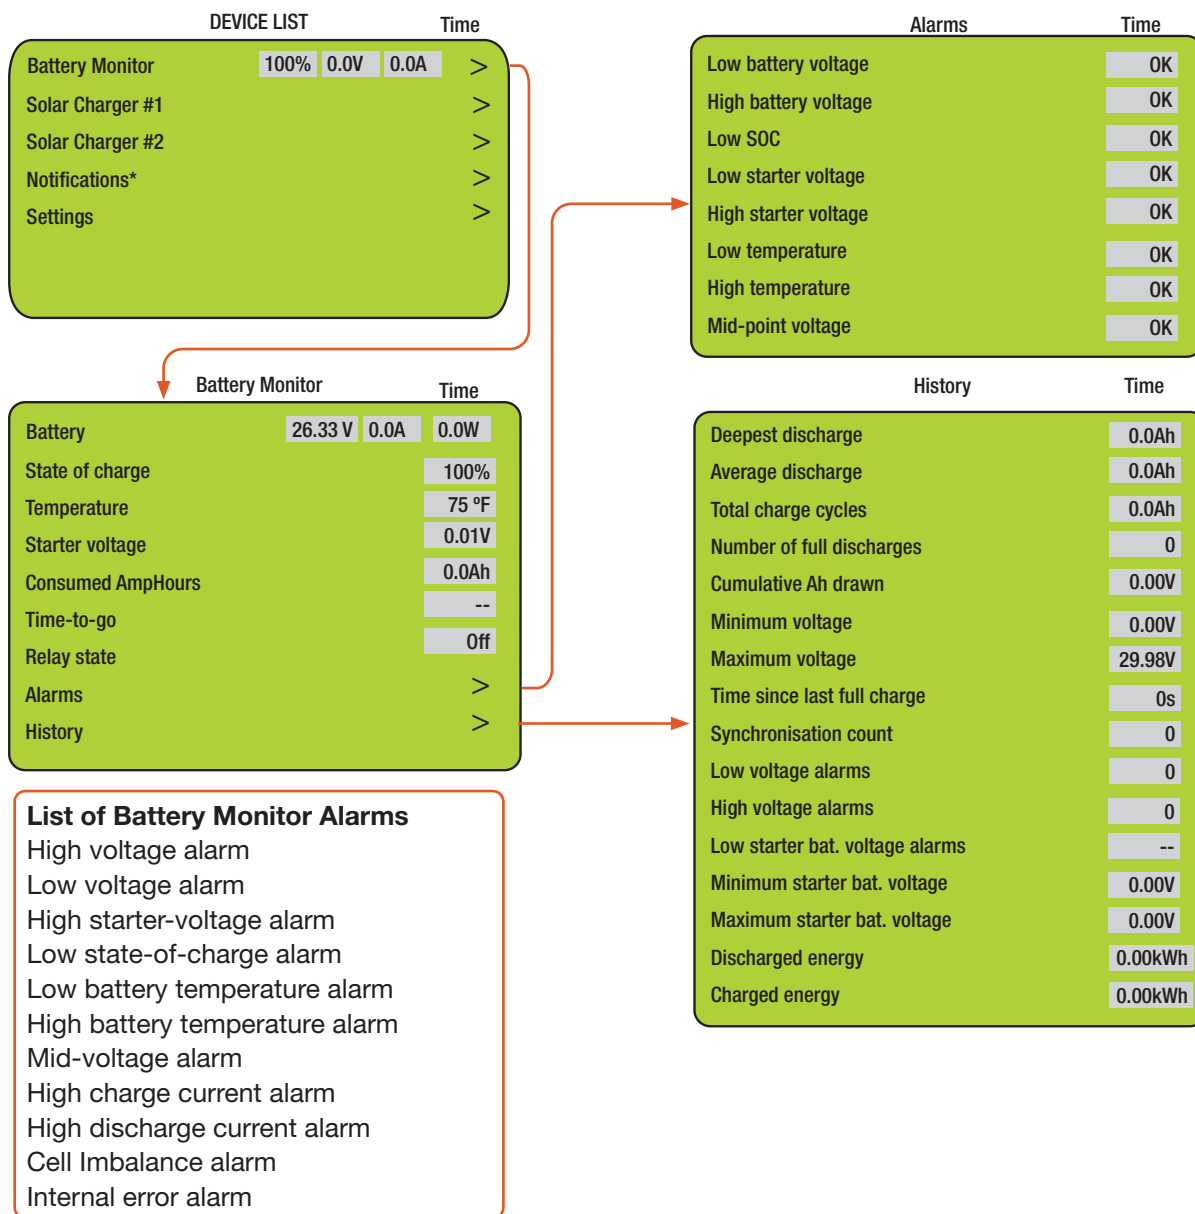 DEVICE LIST Time
Battery Monitor 100% 0.0V 0.0A >
Solar Charger #1 >
Solar Charger #2 >
Notifications* >
Settings >
Battery Monitor Time
Battery 26.33 V 0.0A 0.0W
State of charge 100%
Temperature 75 ºF
Starter voltage 0.01V
Consumed AmpHours 0.0Ah
Time-to-go --
Relay state Off
Alarms >
History >
List of Battery Monitor Alarms
High voltage alarm
Low voltage alarm
High starter-voltage alarm
Low state-of-charge alarm
Low battery temperature alarm
High battery temperature alarm
Mid-voltage alarm
High charge current alarm
High discharge current alarm
Cell Imbalance alarm
Internal error alarm
Alarms Time
Low battery voltage OK
High battery voltage OK
Low SOC OK
Low starter voltage OK
High starter voltage OK
Low temperature OK
High temperature OK
Mid-point voltage OK
History Time
Deepest discharge 0.0Ah
Average discharge 0.0Ah
Total charge cycles 0.0Ah
Number of full discharges 0
Cumulative Ah drawn 0.00V
Minimum voltage 0.00V
Maximum voltage 29.98V
Time since last full charge 0s
Synchronisation count 0
Low voltage alarms 0
High voltage alarms 0
Low starter bat. voltage alarms --
Minimum starter bat. voltage 0.00V
Maximum starter bat. voltage 0.00V
Discharged energy 0.00kWh
Charged energy 0.00kWh